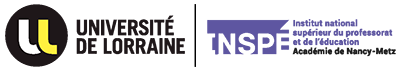 UNIVERSITÉ
DE LORRAINE
INSPÉ
Institut national
supérieur du professorat
et de l'éducation
Académie de Nancy-Metz